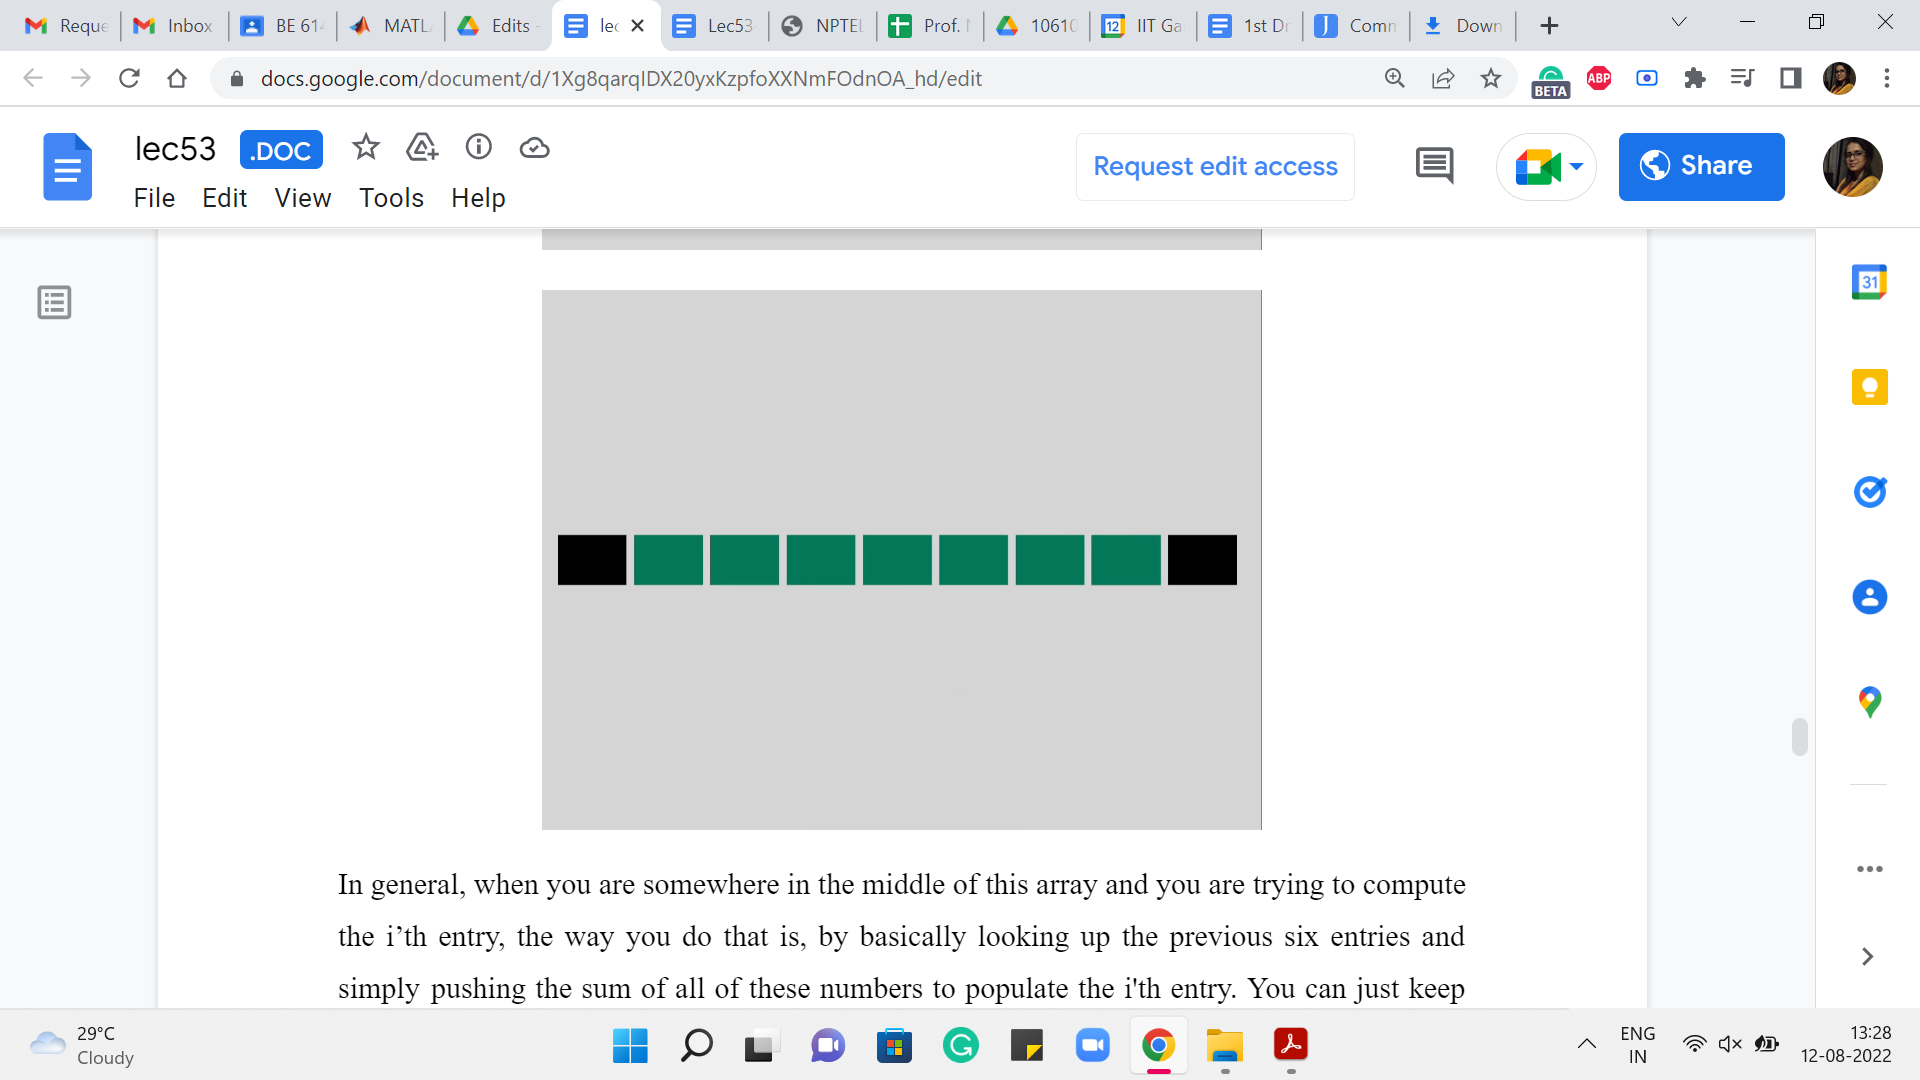 Reque Inbox BE 614 MATL Edits - lec Lec53 NPTEL Prof. 10610 IIT Ga 1st Dr Comm Down
docs.google.com/document/d/1Xg8qarqIDX20yxKzpfoXXNmFOdnOA_hd/edit
BETA
ABP
lec53 .DOC
File Edit View Tools Help
Request edit access
Share
31
In general, when you are somewhere in the middle of this array and you are trying to compute
the i’th entry, the way you do that is, by basically looking up the previous six entries and
simply pushing the sum of all of these numbers to populate the i'th entry. You can just keep
29°C
Cloudy
ENG
IN
13:28
12-08-2022